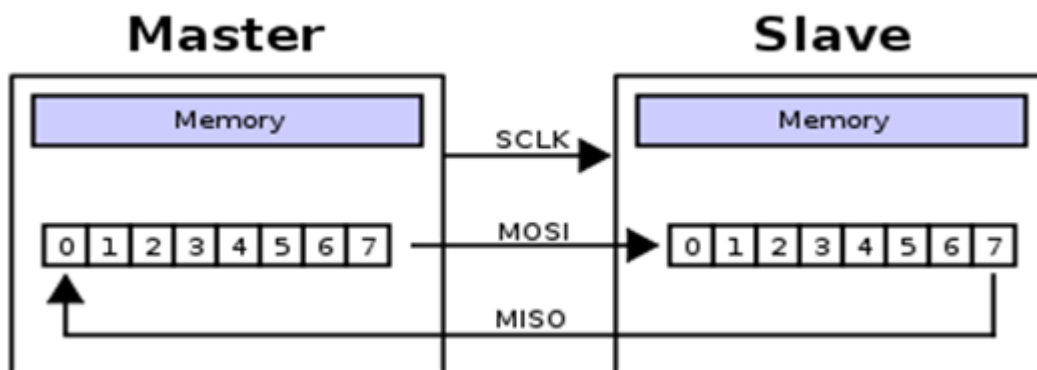 Master Slave
Memory Memory
SCLK
MOSI
0 1 2 3 4 5 6 7 0 1 2 3 4 5 6 7
MISO